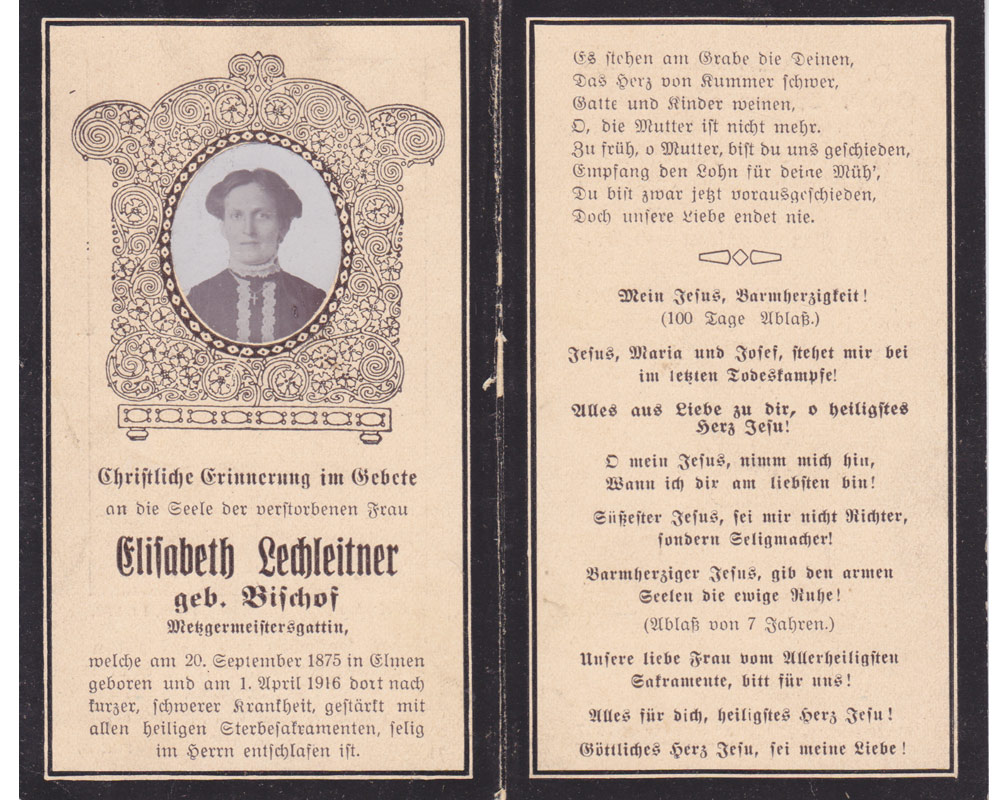 Christliche Erinnerung im Gebete
an die Seele der verstorbenen Frau
Elisabeth Lechleitner
geb. Bischof
Metzgermeistersgattin,
welche am 20. September 1875 in Elmen
geboren und am 1. April 1916 dort nach
kurzer, schwerer Krankheit, gestärkt mit
allen heiligen Sterbesakramenten, selig
im Herrn entschlafen ist.
Es stehen am Grabe die Deinen,
Das Herz von Kummer schwer,
Gatte und Kinder weinen,
O, die Mutter ist nicht mehr.
Zu früh, o Mutter, bist du uns geschieden,
Empfang den Lohn für deine Müh',
Du bist zwar jetzt vorausgeschieden,
Doch unsere Liebe endet nie.
Mein Jesus, Barmherzigkeit!
(100 Tage Ablaß.)
Jesus, Maria und Josef, stehet mir bei
im letzten Todeskampfe!
Alles aus Liebe zu dir, o heiligstes
Herz Jesu!
O mein Jesus, nimm mich hin,
Wann ich dir am liebsten bin!
Süßester Jesus, sei mir nicht Richter,
sondern Seligmacher!
Barmherziger Jesus, gib den armen
Seelen die ewige Ruhe!
(Ablaß von 7 Jahren.)
Unsere liebe Frau vom Allerheiligsten
Sakramente, bitt für uns!
Alles für dich, heiligstes Herz Jesu!
Göttliches Herz Jesu, sei meine Liebe!